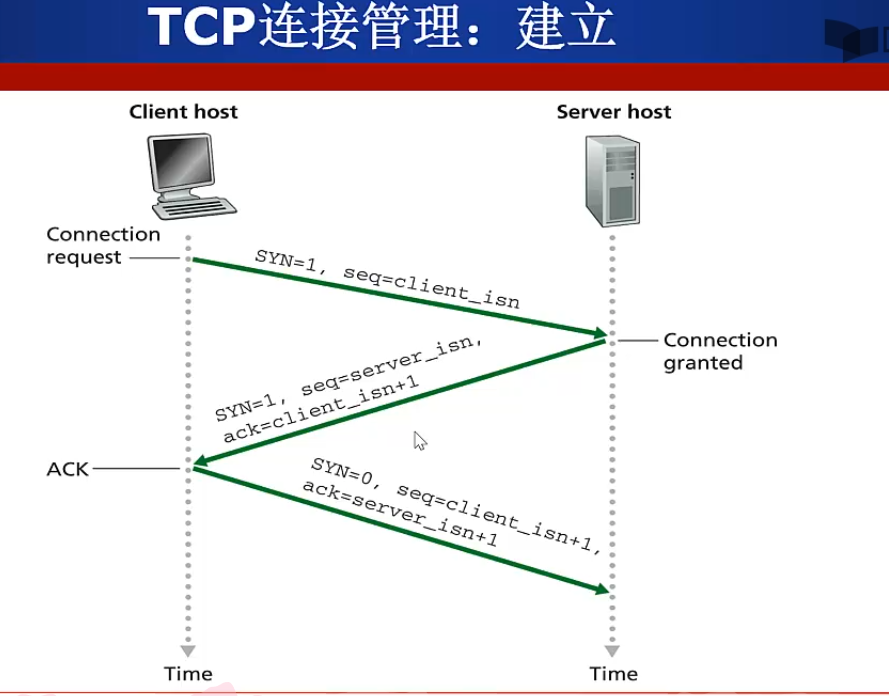 TCP连接管理：建立
Client host
Server host
Connection
request
SYN=1, seq=client_isn
Connection
granted
SYN=1, seq=server_isn,
ack=client_isn+1
ACK
SYN=0, seq=client_isn+1,
ack=server_isn+1
Time
Time